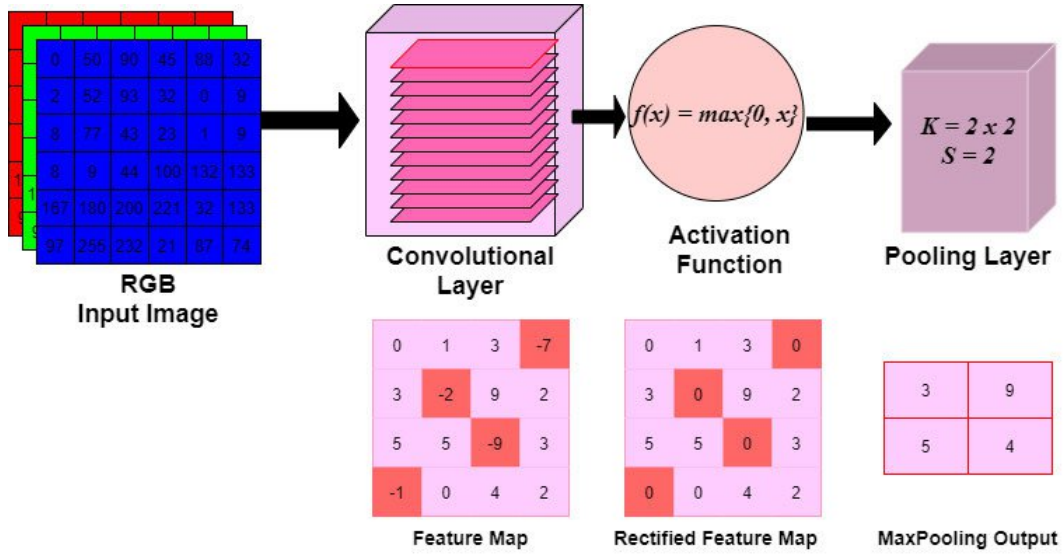 0 50 90 45 88 32
2 52 93 32 0 9
8 77 43 23 1 9
8 9 44 100 132 133
167 180 200 221 32 133
97 255 232 21 87 74
RGB
Input Image
Convolutional
Layer
f(x) = max{0, x}
Activation
Function
K = 2 x 2
S = 2
Pooling Layer
0 1 3 -7
3 -2 9 2
5 5 -9 3
-1 0 4 2
Feature Map
0 1 3 0
3 0 9 2
5 5 0 3
0 0 4 2
Rectified Feature Map
3 9
5 4
MaxPooling Output